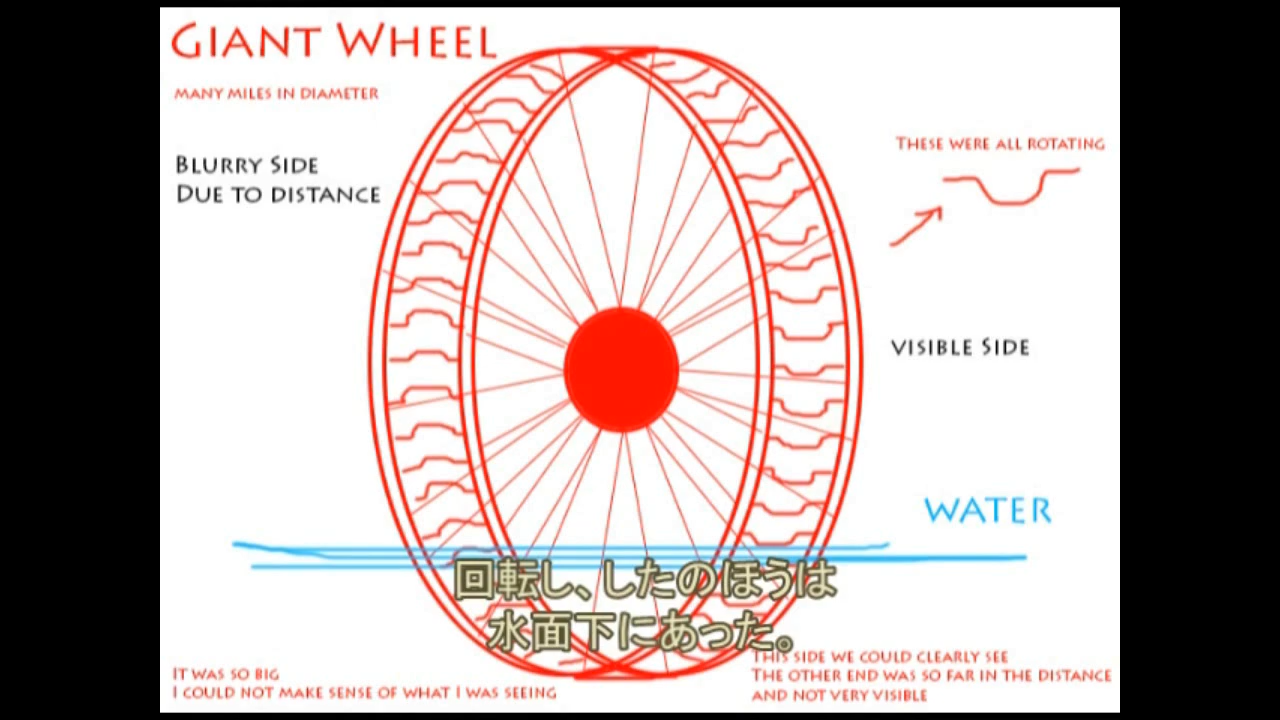 GIANT WHEEL
MANY MILES IN DIAMETER
BLURRY SIDE
DUE TO DISTANCE
THESE WERE ALL ROTATING
VISIBLE SIDE
WATER
回転し、したのほうは
水面下にあった。
IT WAS SO BIG
I COULD NOT MAKE SENSE OF WHAT I WAS SEEING
THIS SIDE WE COULD CLEARLY SEE
THE OTHER END WAS SO FAR IN THE DISTANCE
AND NOT VERY VISIBLE